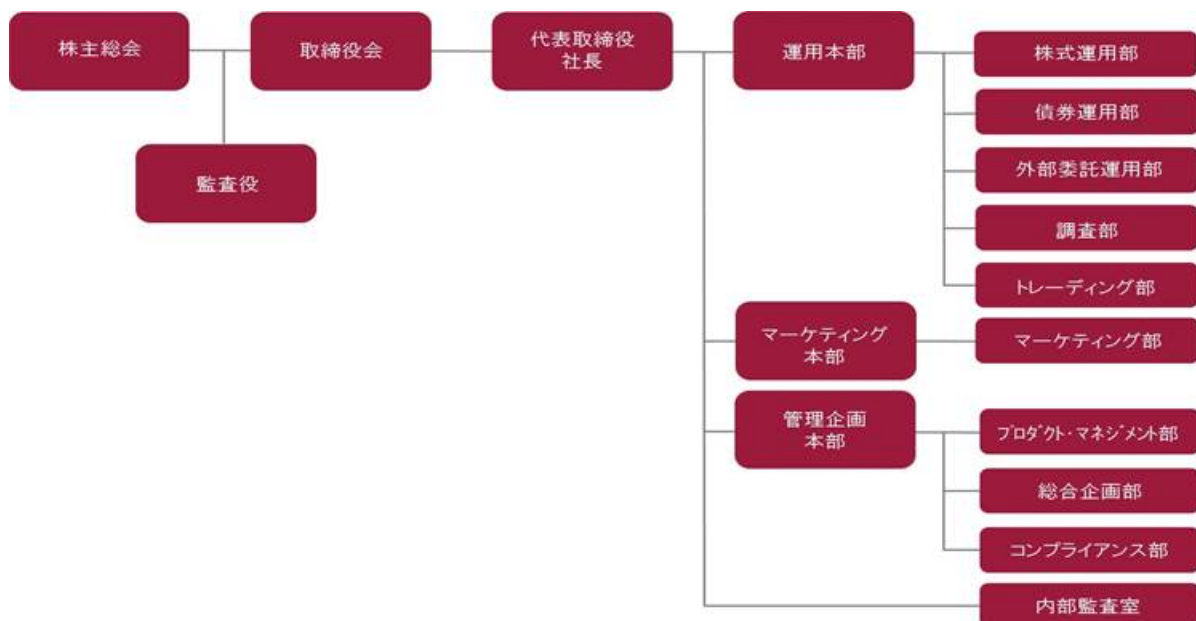 株主総会
取締役会
代表取締役
社長
監査役
運用本部
株式運用部
債券運用部
外部委託運用部
調査部
トレーディング部
マーケティング
本部
マーケティング部
管理企画
本部
プロダクト・マネジメント部
総合企画部
コンプライアンス部
内部監査室